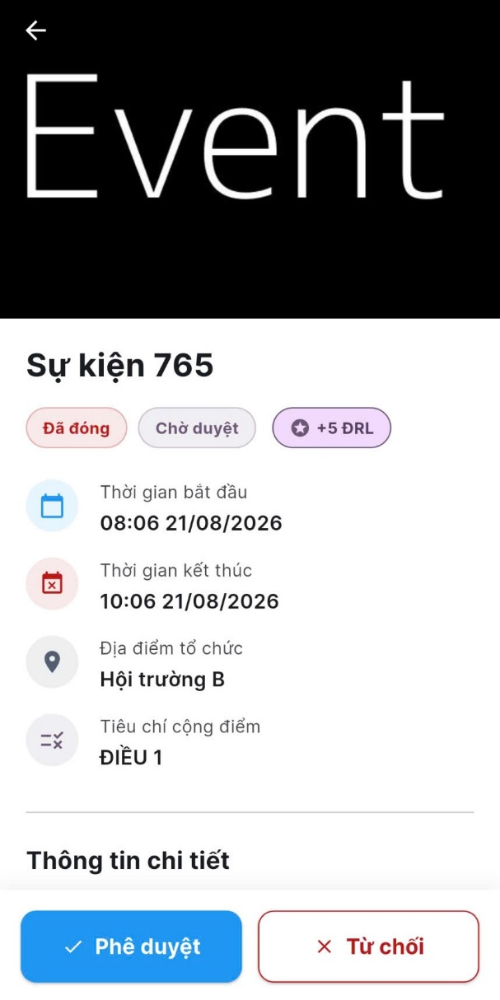 Event
Sự kiện 765
Đã đóng
Chờ duyệt
+5 ĐRL
Thời gian bắt đầu
08:06 21/08/2026
Thời gian kết thúc
10:06 21/08/2026
Địa điểm tổ chức
Hội trường B
Tiêu chí cộng điểm
ĐIỀU 1
Thông tin chi tiết
Phê duyệt
Từ chối